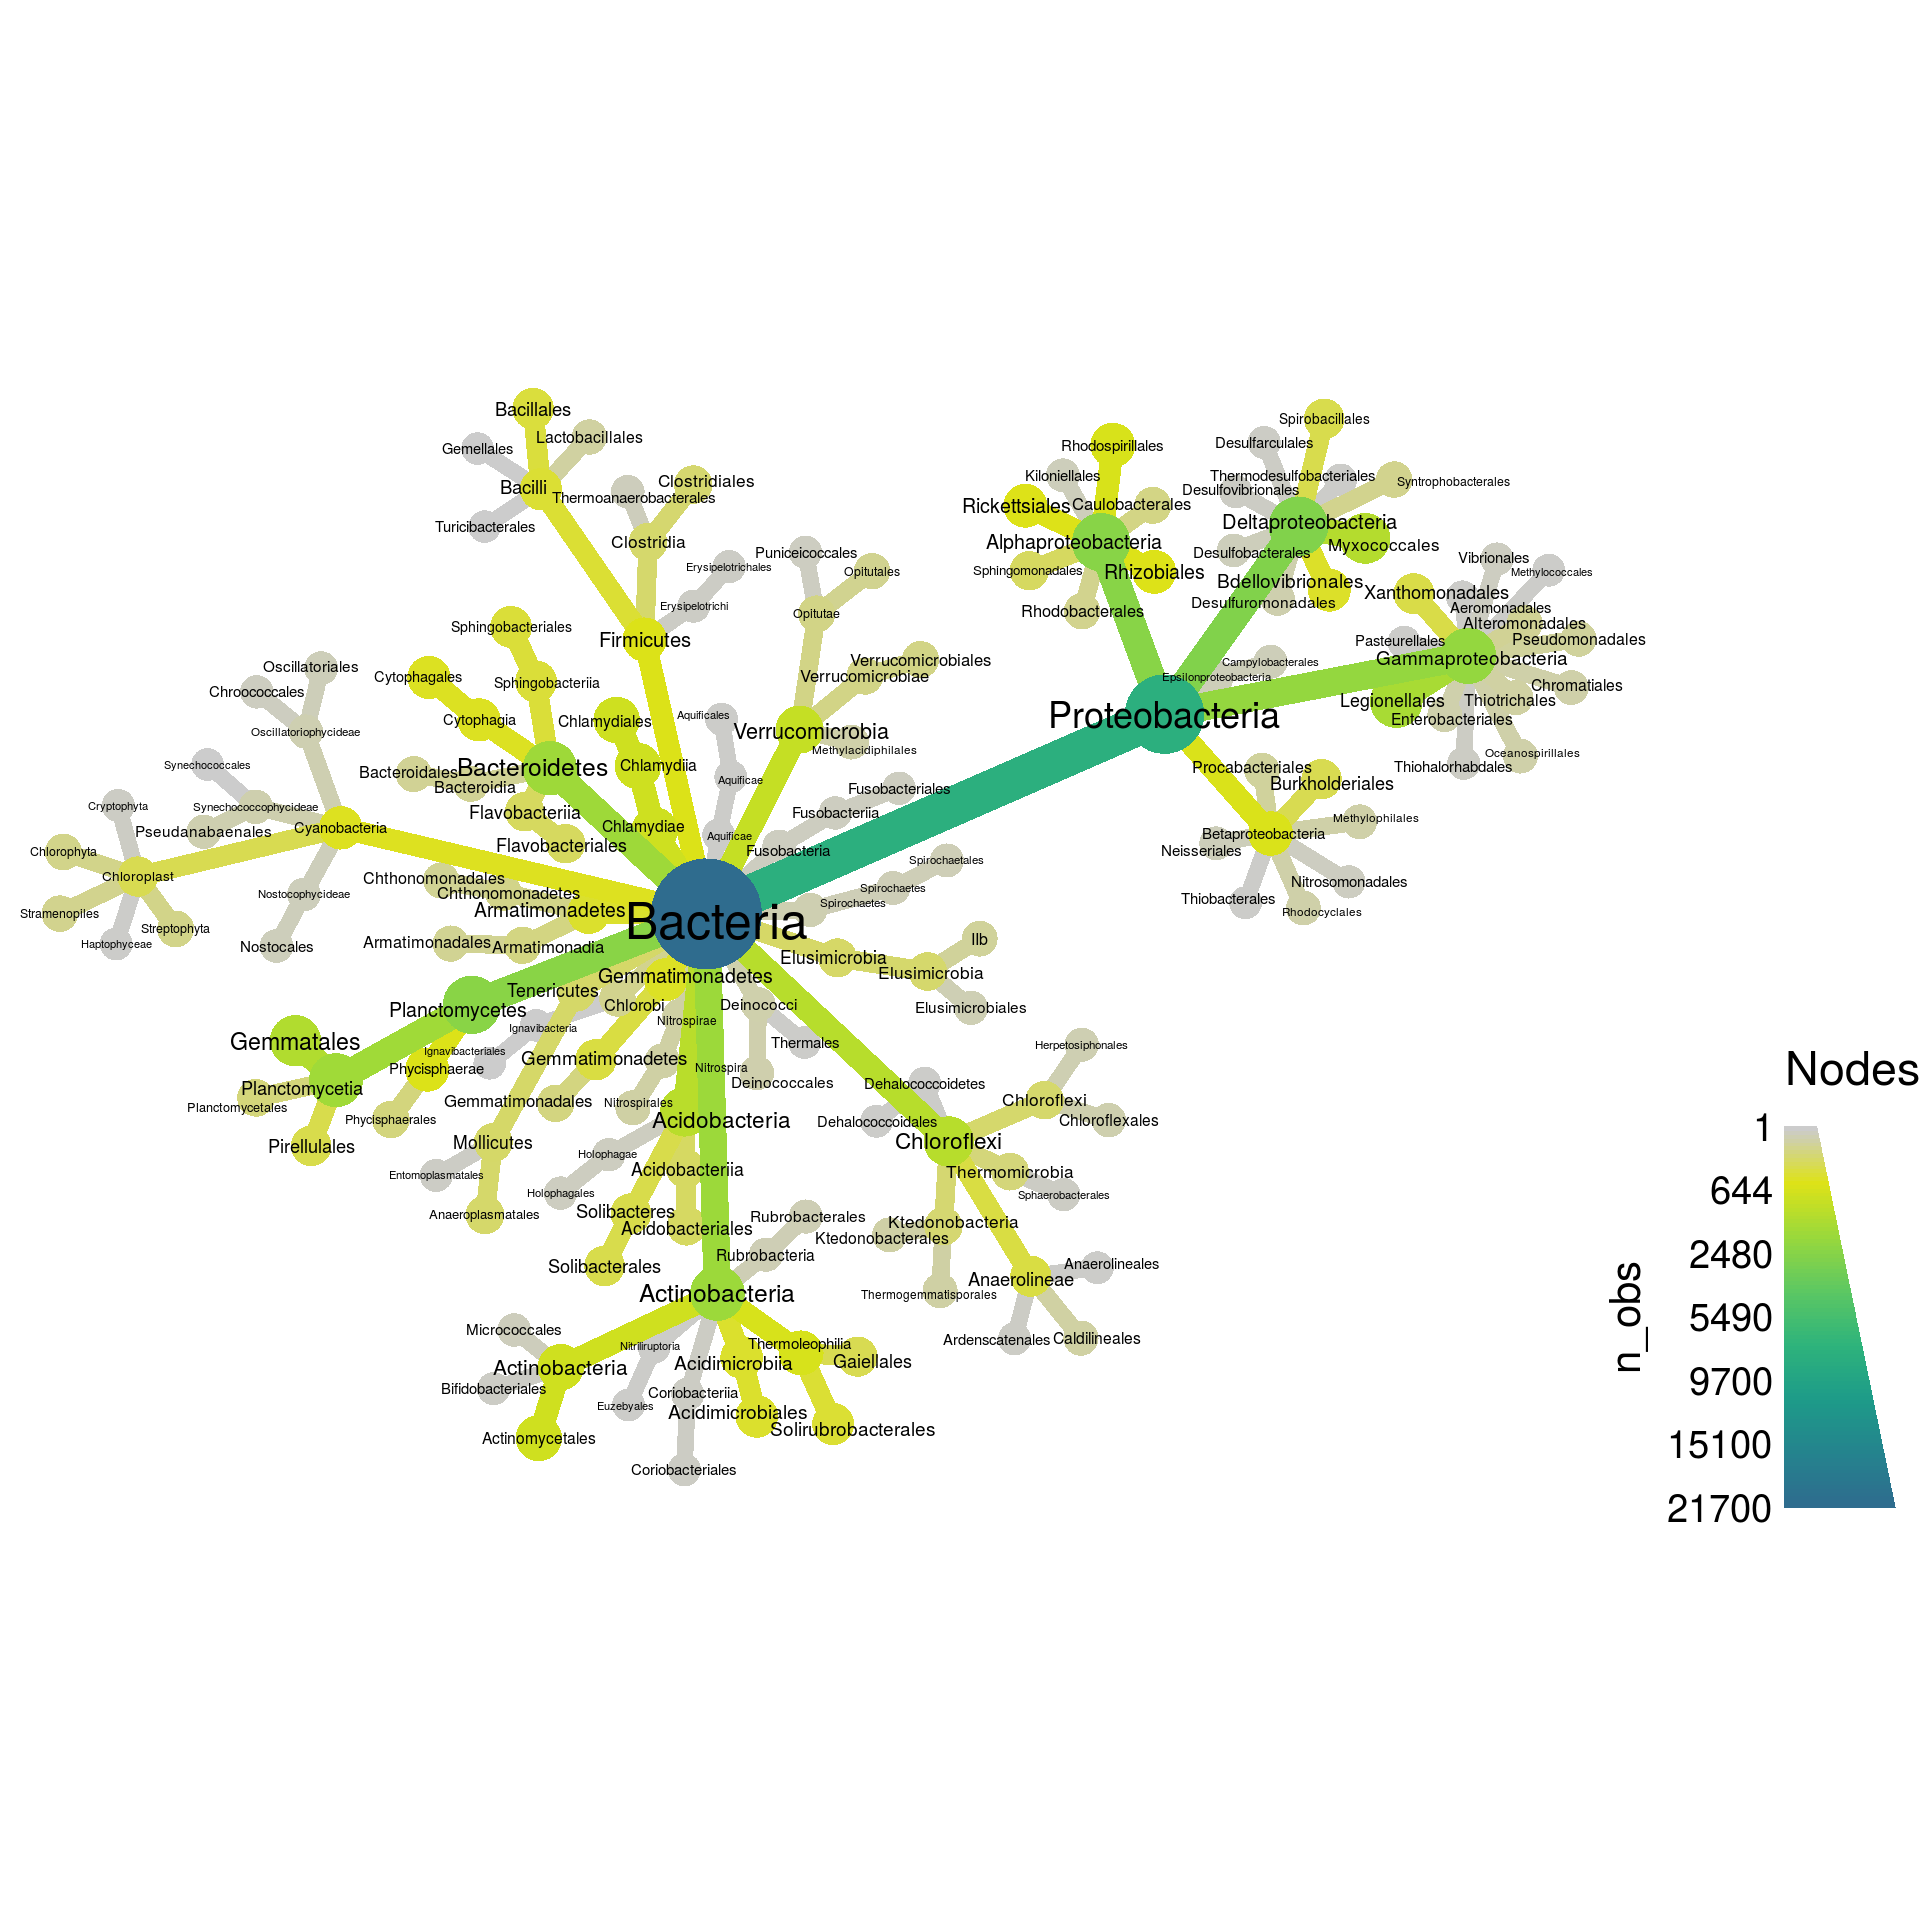 Bacillales
Gemellales
Lactobacillales
Bacilli
Thermoanaerobacterales
Clostridiales
Turicibacterales
Clostridia
Erysipelotrichales
Erysipelotrichi
Firmicutes
Puniceicoccales
Opitutales
Opitutae
Verrucomicrobiales
Verrucomicrobiae
Verrucomicrobia
Methylacidiphilales
Sphingobacteriales
Cytophagales
Sphingobacteriia
Cytophagia
Chlamydiales
Aquificales
Bacteroidetes
Chlamydiia
Bacteroidales
Bacteroidia
Aquificae
Flavobacteriia
Chlamydiae
Aquificae
Flavobacteriales
Fusobacteriales
Fusobacteriia
Fusobacteria
Oscillatoriales
Chroococcales
Oscillatoriophycideae
Synechococcales
Cryptophyta
Synechococcophycideae
Pseudanabaenales
Cyanobacteria
Chlorophyta
Chloroplast
Nostocophycideae
Stramenopiles
Streptophyta
Haptophyceae
Nostocales
Chthonomonadales
Chthonomonadetes
Armatimonadetes
Armatimonadales
Armatimonadia
Bacteria
Spirochaetales
Spirochaetes
Spirochaetes
Elusimicrobia
IIb
Elusimicrobia
Elusimicrobiales
Rhodospirillales
Kiloniellales
Rickettsiales
Caulobacterales
Alphaproteobacteria
Sphingomonadales
Rhizobiales
Rhodobacterales
Spirobacillales
Desulfarculales
Thermodesulfobacteriales
Desulfovibrionales
Syntrophobacterales
Deltaproteobacteria
Myxococcales
Desulfobacterales
Bdellovibrionales
Desulfuromonadales
Vibrionales
Methylococcales
Xanthomonadales
Aeromonadales
Alteromonadales
Pasteurellales
Pseudomonadales
Gammaproteobacteria
Campylobacterales
Epsilonproteobacteria
Chromatiales
Legionellales
Thiotrichales
Enterobacteriales
Oceanospirillales
Thiohalorhabdales
Proteobacteria
Procabacteriales
Burkholderiales
Methylophilales
Betaproteobacteria
Neisseriales
Nitrosomonadales
Thiobacterales
Rhodocyclales
Gemmatimonadetes
Tenericutes
Chlorobi
Deinococci
Planctomycetes
Nitrospirae
Ignavibacteria
Thermales
Gemmatales
Ignavibacteriales
Gemmatimonadetes
Phycisphaerae
Nitrospira
Deinococcales
Planctomycetia
Planctomycetales
Gemmatimonadales
Nitrospirales
Phycisphaerales
Acidobacteria
Pirellulales
Mollicutes
Holophagae
Acidobacteriia
Entomoplasmatales
Holophagales
Anaeroplasmatales
Solibacteres
Acidobacteriales
Solibacterales
Rubrobacterales
Rubrobacteria
Actinobacteria
Micrococcales
Nitriliruptoria
Thermoleophilia
Actinobacteria
Acidimicrobiia
Gaiellales
Bifidobacteriales
Coriobacteriia
Euzebyales
Acidimicrobiales
Solirubrobacterales
Actinomycetales
Coriobacteriales
Herpetosiphonales
Dehalococcoidetes
Chloroflexi
Dehalococcoidales
Chloroflexales
Chloroflexi
Thermomicrobia
Sphaerobacterales
Ktedonobacteria
Ktedonobacterales
Anaerolineales
Anaerolineae
Thermogemmatisporales
Ardenscatenales
Caldilineales
Nodes
1
644
2480
5490
9700
15100
21700
n_obs